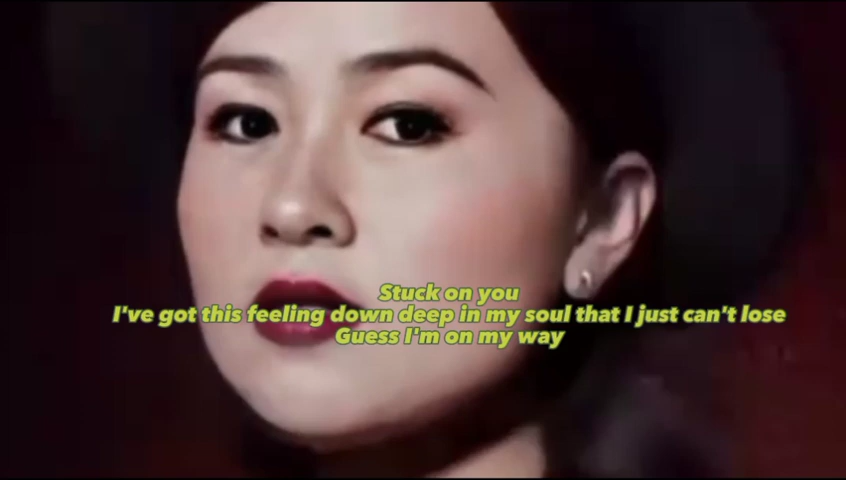 Stuck on you
I've got this feeling down deep in my soul that I just can't lose
Guess I'm on my way